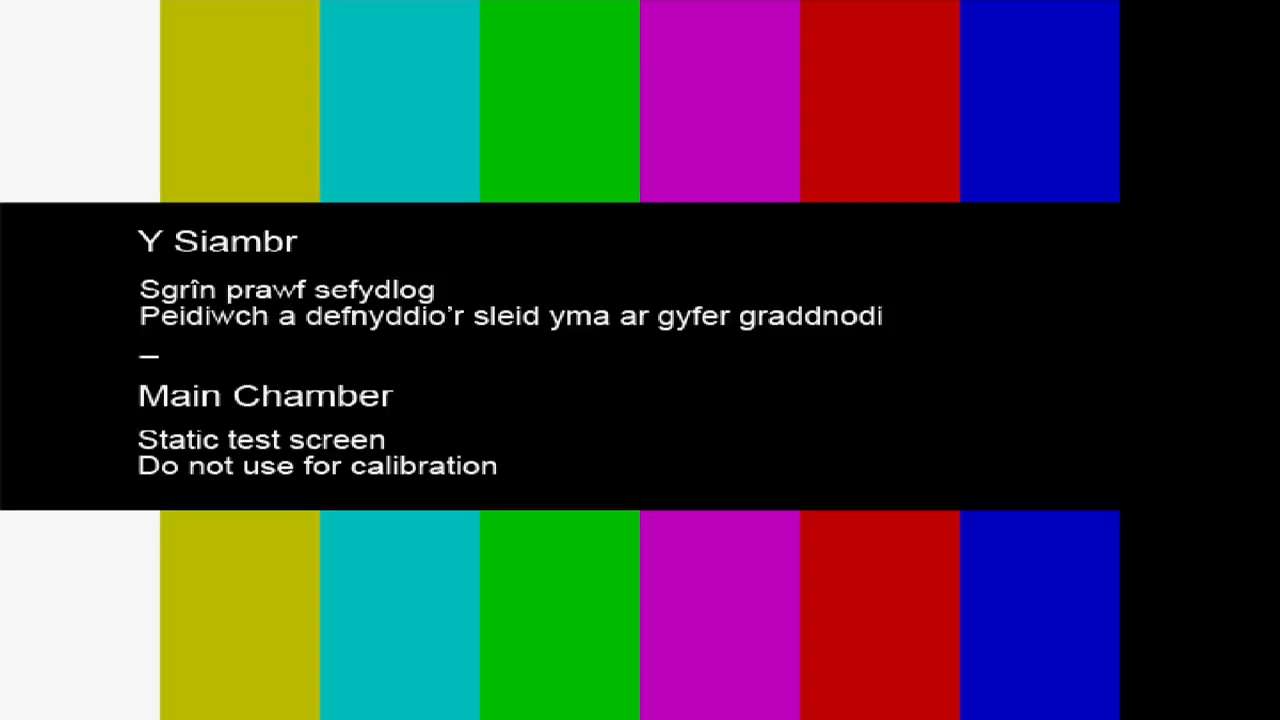 Y Siambr
Sgrîn prawf sefydlog
Peidiwch a defnyddio’r sleid yma ar gyfer graddnodi
–
Main Chamber
Static test screen
Do not use for calibration